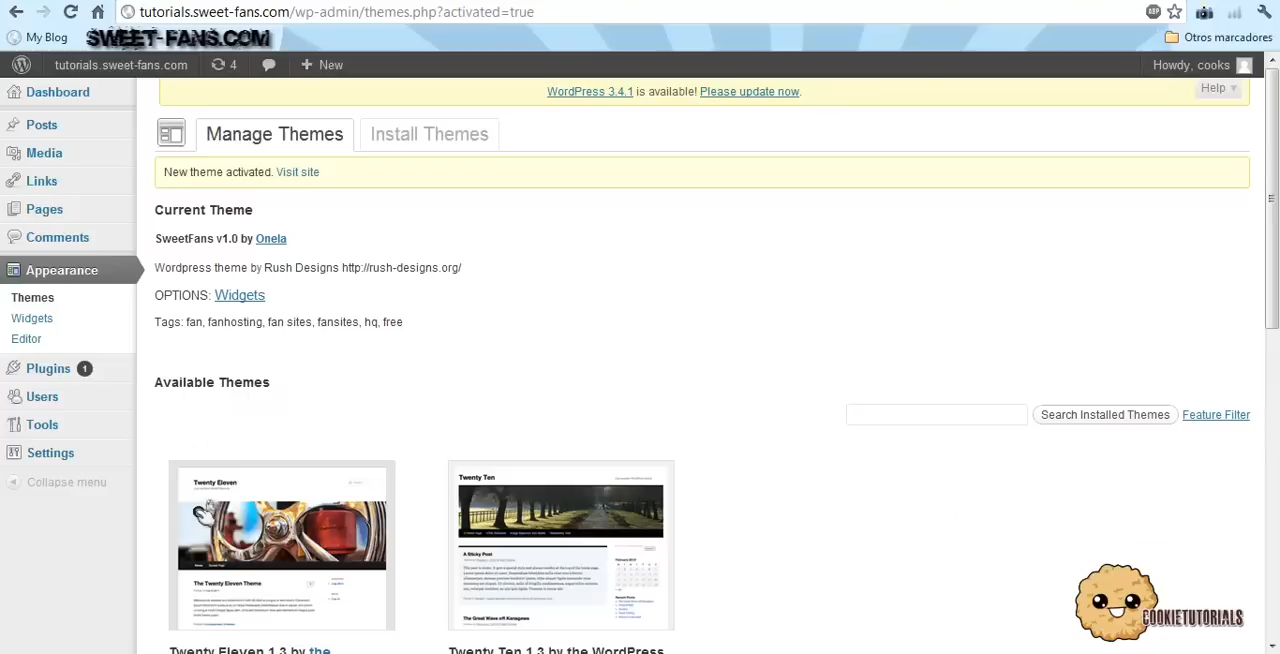 tutorials.sweet-fans.com/wp-admin/themes.php?activated=true
ABP
My Blog
SWEET-FANS.COM
Otros marcadores
tutorials.sweet-fans.com
4
New
Howdy, cooks
Dashboard
Posts
Media
Links
Pages
Comments
Appearance
Themes
Widgets
Editor
Plugins 1
Users
Tools
Settings
Collapse menu
WordPress 3.4.1 is available! Please update now.
Help
Manage Themes
Install Themes
New theme activated. Visit site
Current Theme
SweetFans v1.0 by Onela
Wordpress theme by Rush Designs http://rush-designs.org/
OPTIONS: Widgets
Tags: fan, fanhosting, fan sites, fansites, hq, free
Available Themes
Search Installed Themes
Feature Filter
Twenty Eleven
The Twenty Eleven Theme
Twenty Ten
A Sticky Post
The Great Wave off Kanagawa
Twenty Eleven 1.3 by the
Twenty Ten 1.3 by the WordPress
COOKIETUTORIALS